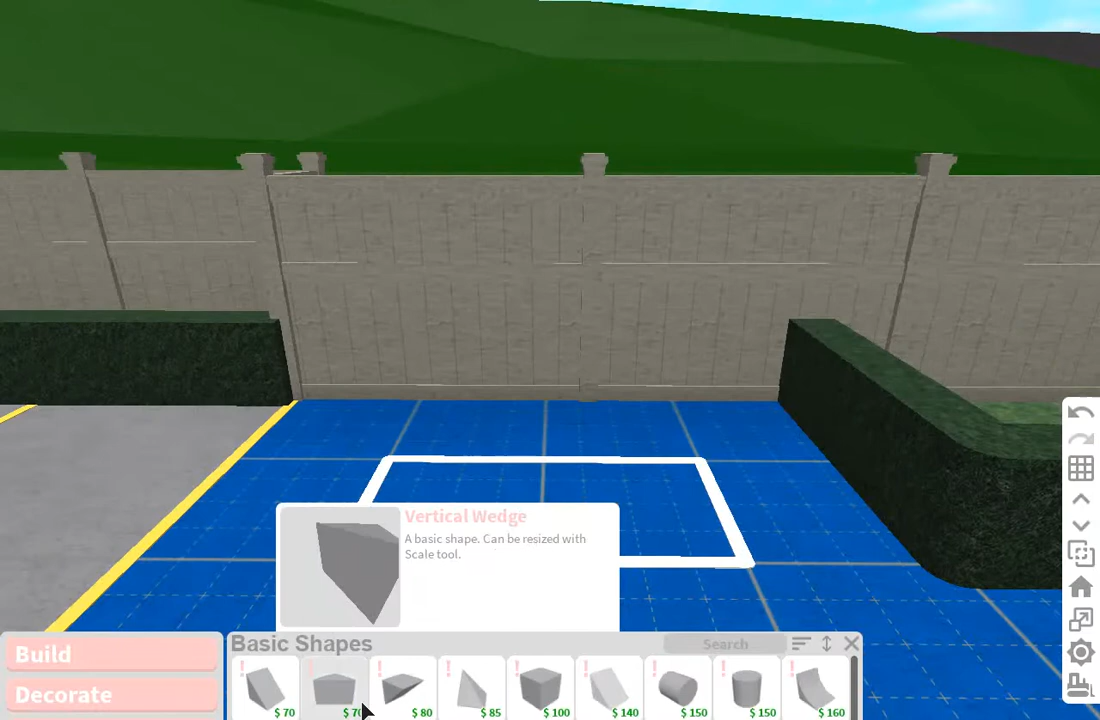 Vertical Wedge
A basic shape. Can be resized with
Scale tool.
Build
Basic Shapes
Search
Decorate
! ! ! ! ! ! ! ! !
$ 70 $ 70 $ 80 $ 85 $ 100 $ 140 $ 150 $ 150 $ 160